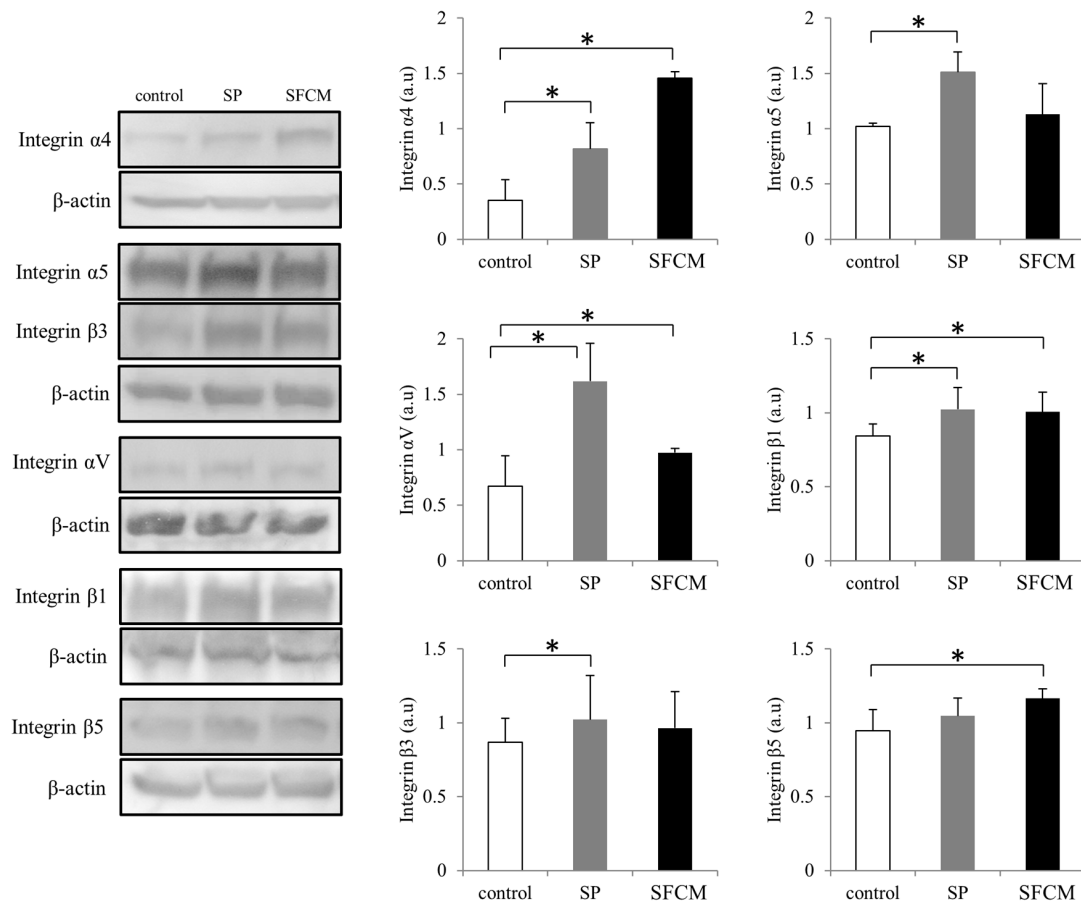 control SP SFCM
Integrin α4
β-actin
Integrin α5
Integrin β3
β-actin
Integrin αV
β-actin
Integrin β1
β-actin
Integrin β5
β-actin
Integrin α4 (a.u)
2
1.5
1
0.5
0
* *
control SP SFCM
Integrin α5 (a.u)
2
1.5
1
0.5
0
*
control SP SFCM
Integrin αV (a.u)
2
1.5
1
0.5
0
* *
control SP SFCM
Integrin β1 (a.u)
1.5
1
0.5
0
* *
control SP SFCM
Integrin β3 (a.u)
1.5
1
0.5
0
*
control SP SFCM
Integrin β5 (a.u)
1.5
1
0.5
0
*
control SP SFCM